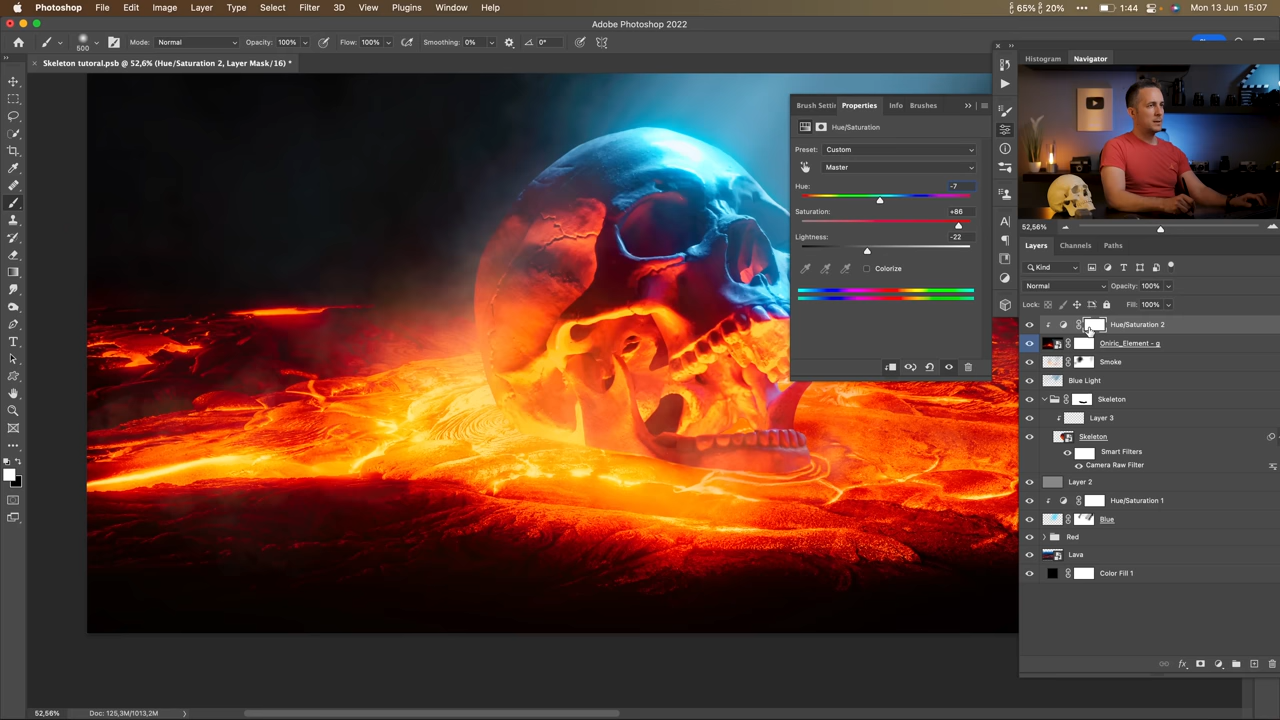 Photoshop File Edit Image Layer Type Select Filter 3D View Plugins Window Help 65% 20% ••• 1:44 Mon 13 Jun 15:07
Adobe Photoshop 2022
500 Mode: Normal Opacity: 100% Flow: 100% Smoothing: 0% 0°
Skeleton tutoral.psb @ 52,6% (Hue/Saturation 2, Layer Mask/16) *
Histogram Navigator
Brush Setti Properties Info Brushes
Hue/Saturation
Preset: Custom
Master
Hue: -7
Saturation: +86
Lightness: -22
Colorize
52,56%
Layers Channels Paths
Kind
Normal Opacity: 100%
Lock: Fill: 100%
Hue/Saturation 2
Oniric_Element - g
Smoke
Blue Light
Skeleton
Layer 3
Skeleton
Smart Filters
Camera Raw Filter
Layer 2
Hue/Saturation 1
Blue
Red
Lava
Color Fill 1
fx
52,56% Doc: 125,3M/1013,2M